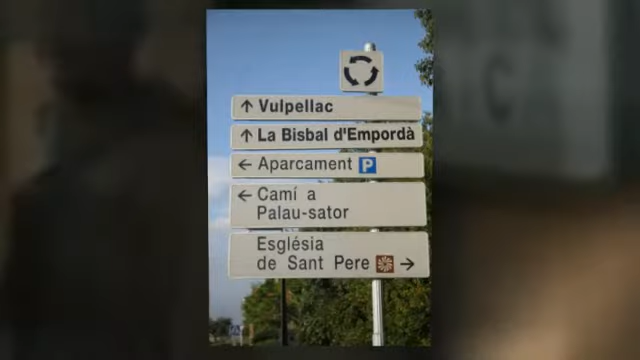 Vulpellac
La Bisbal d'Empordà
Aparcament P
Camí a
Palau-sator
Església
de Sant Pere